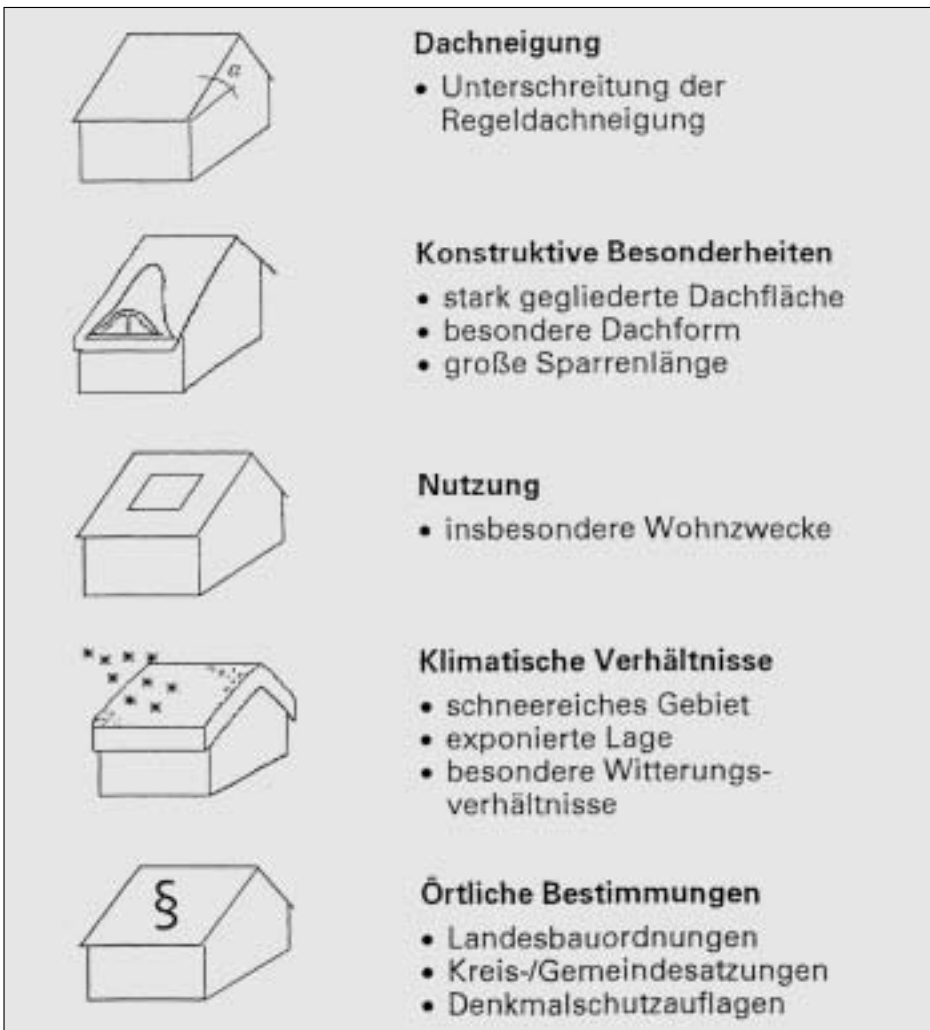 α
Dachneigung
• Unterschreitung der
Regeldachneigung
Konstruktive Besonderheiten
• stark gegliederte Dachfläche
• besondere Dachform
• große Sparrenlänge
Nutzung
• insbesondere Wohnzwecke
Klimatische Verhältnisse
• schneereiches Gebiet
• exponierte Lage
• besondere Witterungs-
verhältnisse
§
Örtliche Bestimmungen
• Landesbauordnungen
• Kreis-/Gemeindesatzungen
• Denkmalschutzauflagen